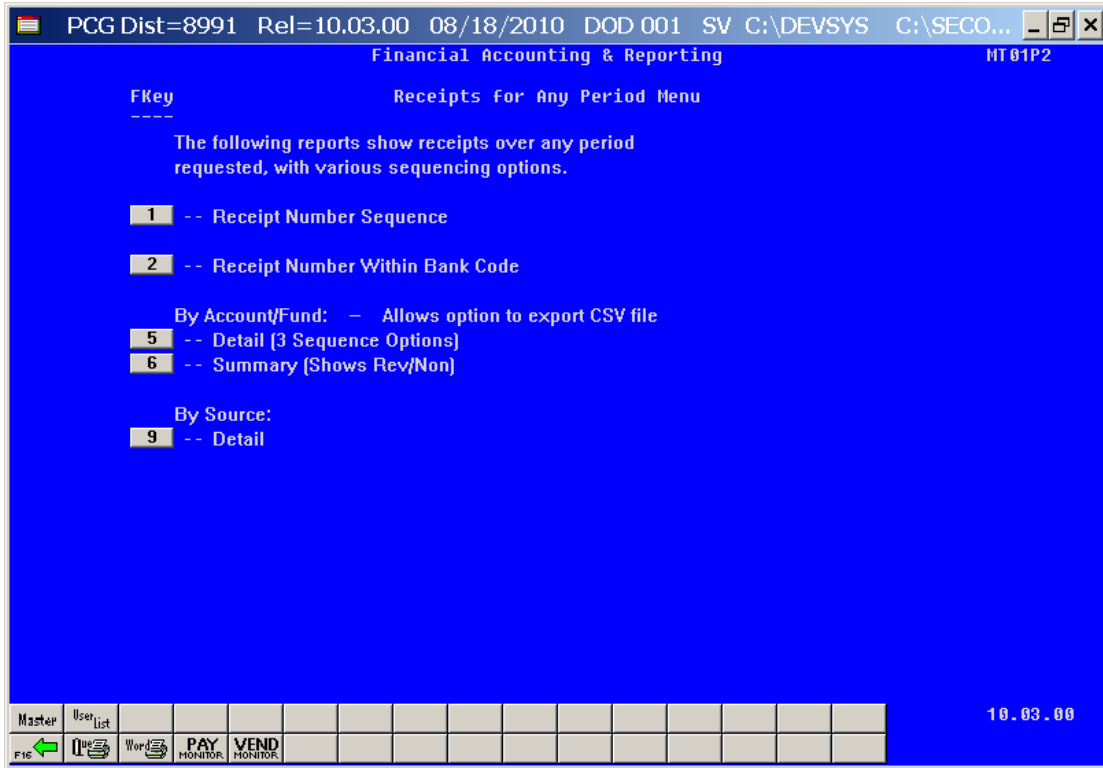 PCG Dist=8991 Rel=10.03.00 08/18/2010 DOD 001 SV C:\DEVSYS C:\SECO...
Financial Accounting & Reporting MT01P2
FKey Receipts for Any Period Menu
----
The following reports show receipts over any period
requested, with various sequencing options.
1 -- Receipt Number Sequence
2 -- Receipt Number Within Bank Code
By Account/Fund: – Allows option to export CSV file
5 -- Detail (3 Sequence Options)
6 -- Summary (Shows Rev/Non)
By Source:
9 -- Detail
Master User List 10.03.00
F16 Que Word PAY MONITOR VEND MONITOR